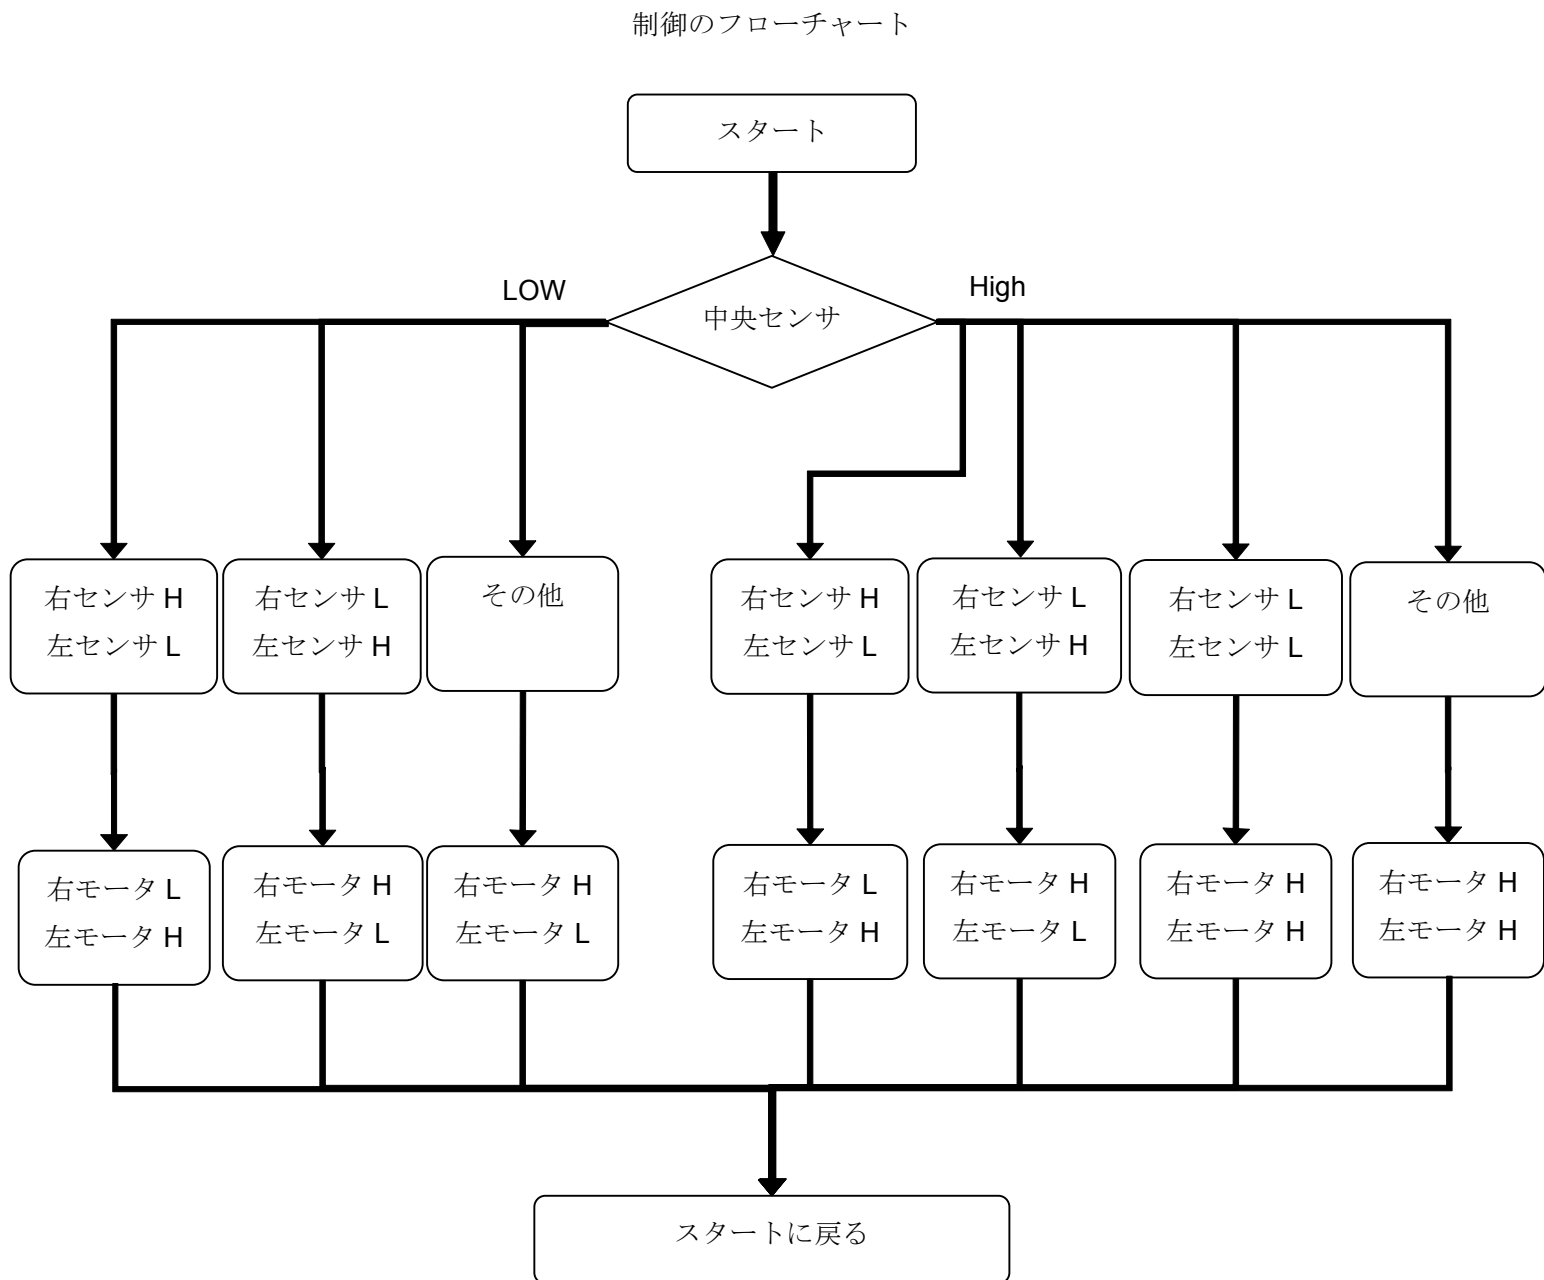 制御のフローチャート
スタート
LOW
High
中央センサ
右センサ H
左センサ L
右センサ L
左センサ H
その他
右センサ H
左センサ L
右センサ L
左センサ H
右センサ L
左センサ L
その他
右モータ L
左モータ H
右モータ H
左モータ L
右モータ H
左モータ L
右モータ L
左モータ H
右モータ H
左モータ L
右モータ H
左モータ H
右モータ H
左モータ H
スタートに戻る